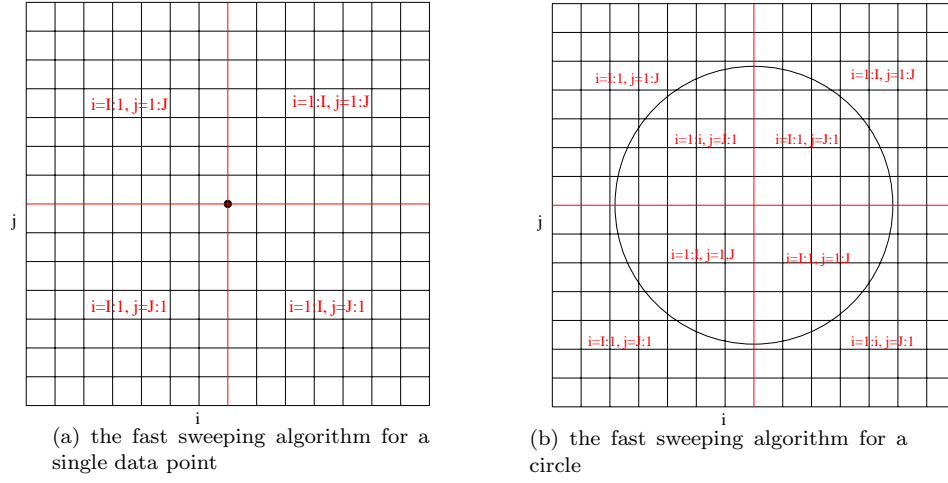 i=I:1, j=1:J
i=1:I, j=1:J
j
i=I:1, j=J:1
i=1:I, j=J:1
i
(a) the fast sweeping algorithm for a
single data point
i=I:1, j=1:J
i=1:I, j=1:J
i=1:i, j=J:1
i=I:1, j=J:1
j
i=1:I, j=1,J
i=I:1, j=1:J
i=I:1, j=J:1
i=1:i, j=J:1
i
(b) the fast sweeping algorithm for a
circle